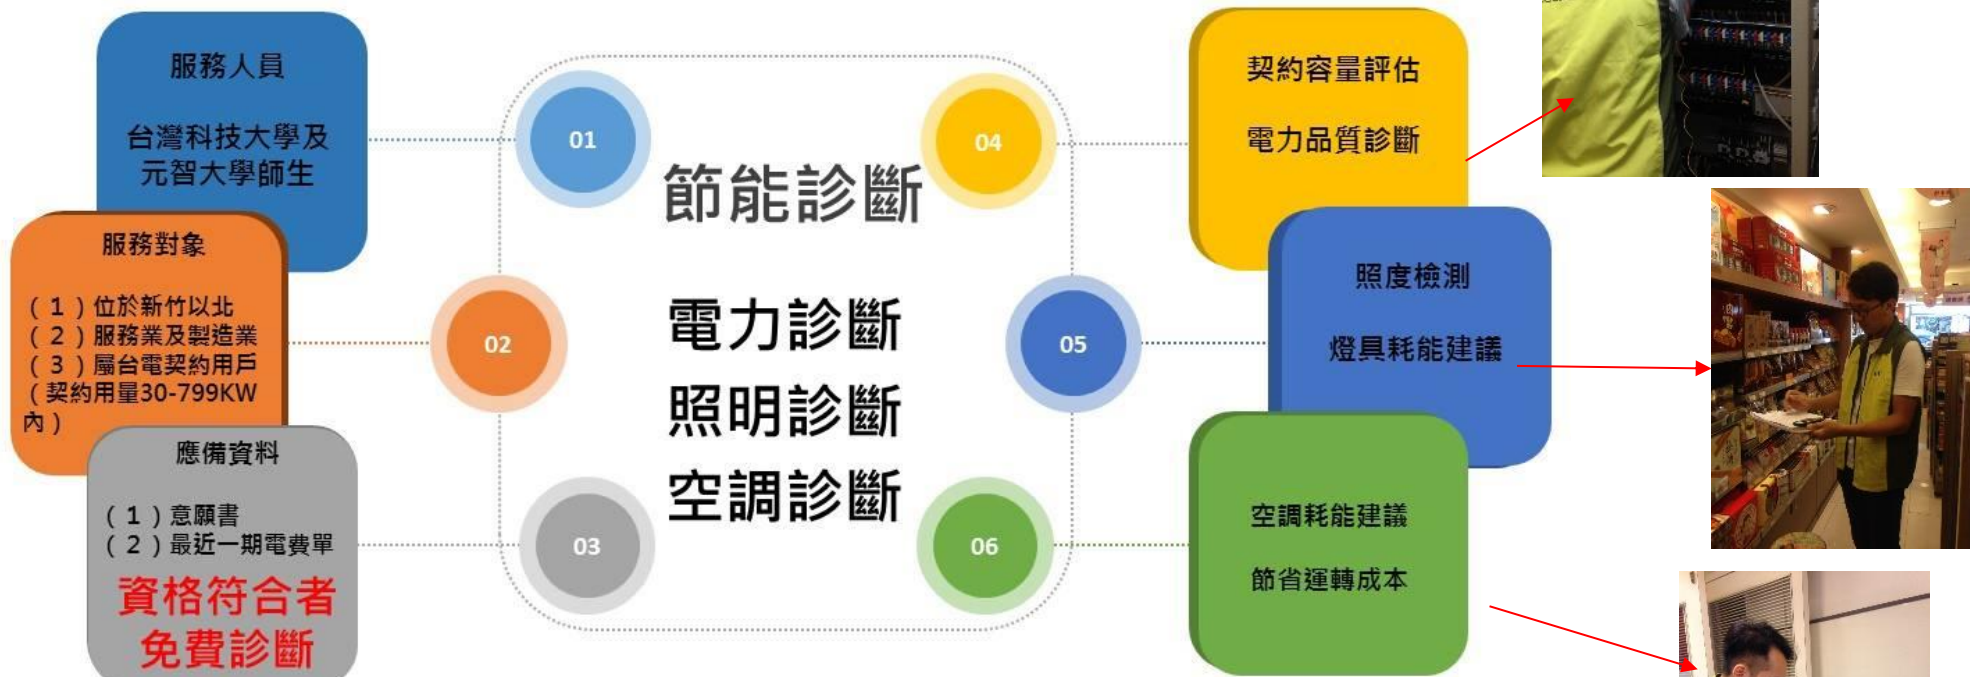 服務人員
台灣科技大學及
元智大學師生
01
服務對象
（1）位於新竹以北
（2）服務業及製造業
（3）屬台電契約用戶
（契約用量30-799KW
內）
02
應備資料
（1）意願書
（2）最近一期電費單
資格符合者
免費診斷
03
節能診斷
電力診斷
照明診斷
空調診斷
04
契約容量評估
電力品質診斷
05
照度檢測
燈具耗能建議
06
空調耗能建議
節省運轉成本